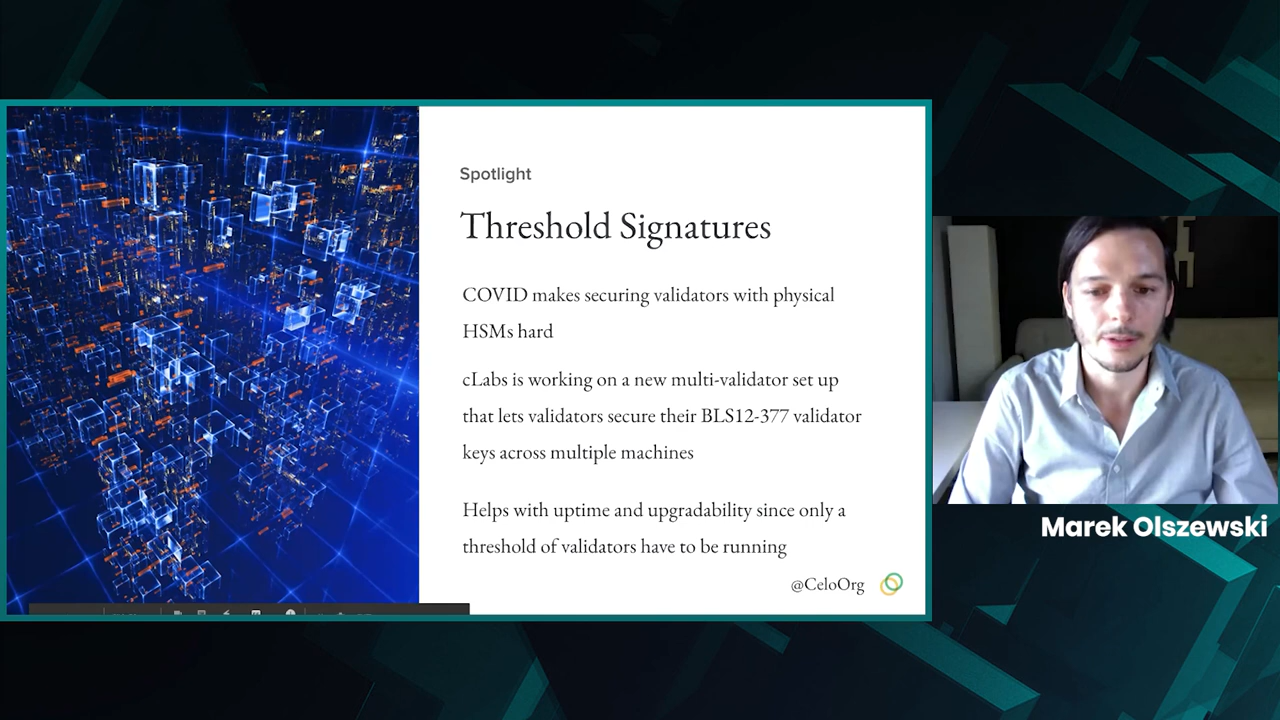 Spotlight
Threshold Signatures
COVID makes securing validators with physical
HSMs hard
cLabs is working on a new multi-validator set up
that lets validators secure their BLS12-377 validator
keys across multiple machines
Helps with uptime and upgradability since only a
threshold of validators have to be running
@CeloOrg
Marek Olszewski